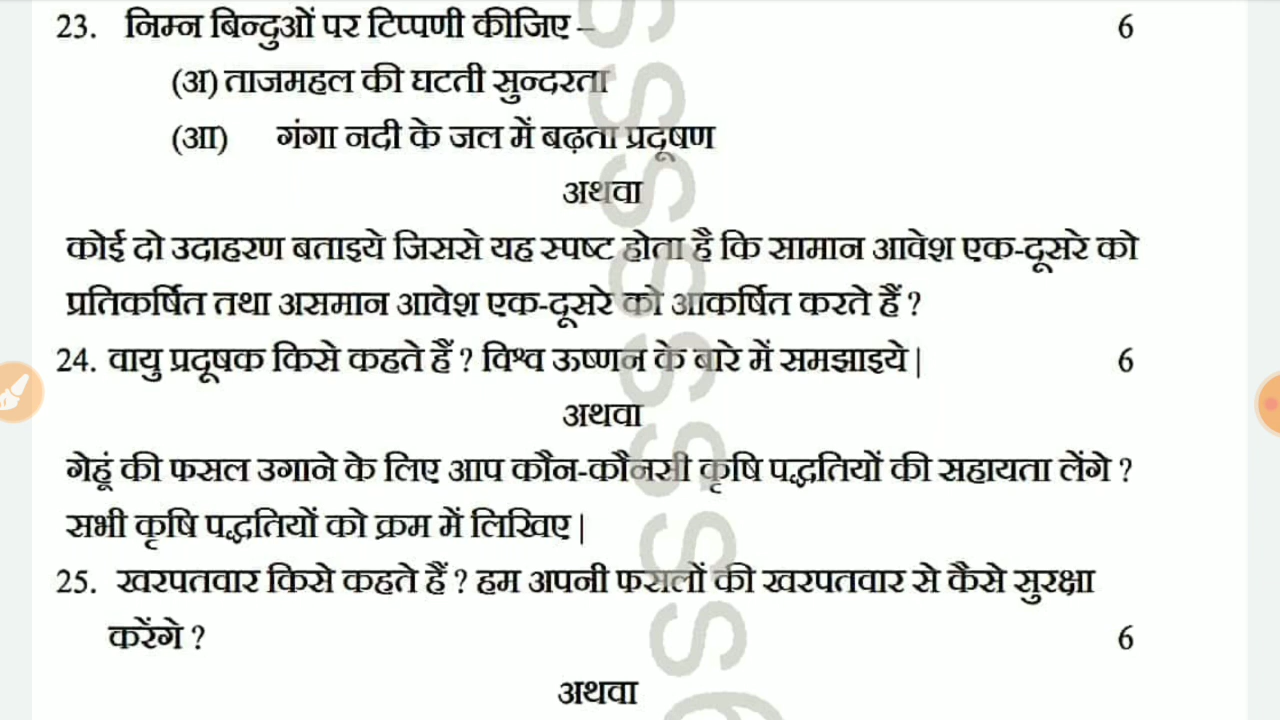 23. निम्न बिन्दुओं पर टिप्पणी कीजिए – 6
(अ) ताजमहल की घटती सुन्दरता
(आ) गंगा नदी के जल में बढ़ता प्रदूषण
अथवा
कोई दो उदाहरण बताइये जिससे यह स्पष्ट होता है कि सामान आवेश एक-दूसरे को
प्रतिकर्षित तथा असमान आवेश एक-दूसरे को आकर्षित करते हैं ?
24. वायु प्रदूषक किसे कहते हैं ? विश्व ऊष्णन के बारे में समझाइये | 6
अथवा
गेहूं की फसल उगाने के लिए आप कौन-कौनसी कृषि पद्धतियों की सहायता लेंगे ?
सभी कृषि पद्धतियों को क्रम में लिखिए |
25. खरपतवार किसे कहते हैं ? हम अपनी फसलों की खरपतवार से कैसे सुरक्षा
करेंगे ? 6
अथवा